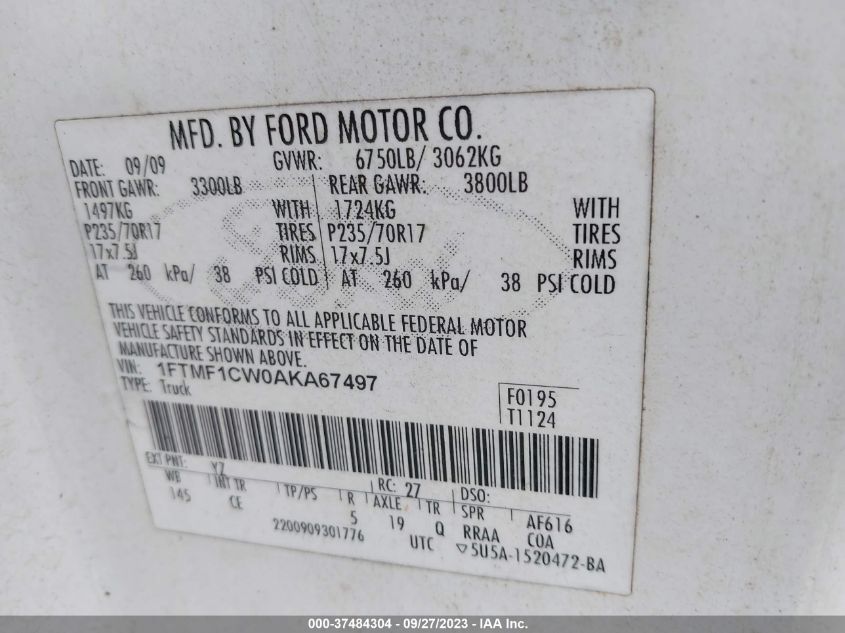 MFD. BY FORD MOTOR CO.
DATE: 09/09 GVWR: 6750LB/ 3062KG
FRONT GAWR: 3300LB REAR GAWR: 3800LB
1497KG WITH 1724KG WITH
P235/70R17 TIRES P235/70R17 TIRES
17x7.5J RIMS 17x7.5J RIMS
AT 260 kPa/ 38 PSI COLD AT 260 kPa/ 38 PSI COLD
THIS VEHICLE CONFORMS TO ALL APPLICABLE FEDERAL MOTOR
VEHICLE SAFETY STANDARDS IN EFFECT ON THE DATE OF
MANUFACTURE SHOWN ABOVE.
VIN: 1FTMF1CW0AKA67497
TYPE: Truck
F0195
T1124
EXT PNT: YZ RC: 27 DSO:
WB INT TR TP/PS R AXLE TR SPR AF616
145 CE 5 19 Q RRAA COA
2200909301776 UTC ▽5U5A-1520472-BA
000-37484304 - 09/27/2023 - IAA Inc.